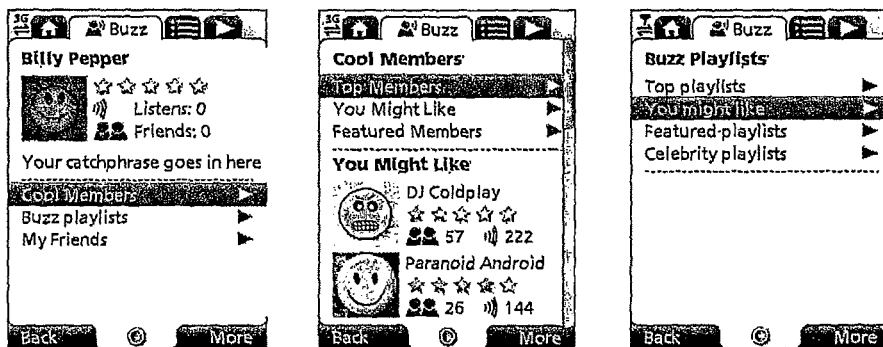 3G
Buzz
Billy Pepper
Listens: 0
Friends: 0
Your catchphrase goes in here
Cool Members
Buzz playlists
My Friends
Back
More
3G
Buzz
Cool Members
Top Members
You Might Like
Featured Members
You Might Like
DJ Coldplay
57 222
Paranoid Android
26 144
Back
More
Buzz
Buzz Playlists
Top playlists
You might like
Featured playlists
Celebrity playlists
Back
More